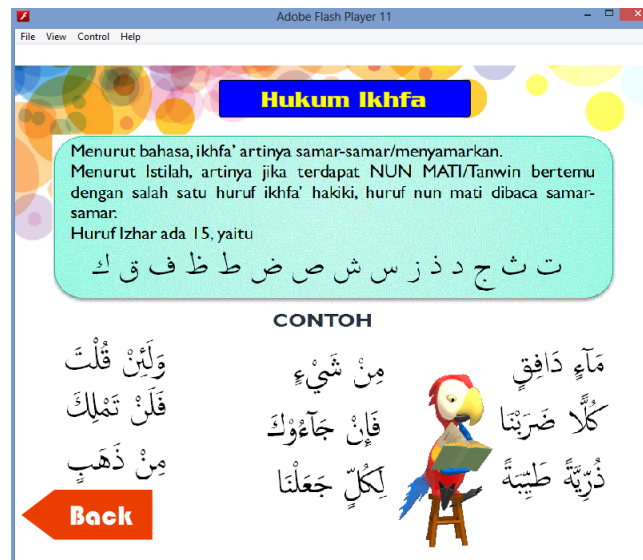 Adobe Flash Player 11
File View Control Help
Hukum Ikhfa
Menurut bahasa, ikhfa' artinya samar-samar/menyamarkan.
Menurut Istilah, artinya jika terdapat NUN MATI/Tanwin bertemu
dengan salah satu huruf ikhfa' hakiki, huruf nun mati dibaca samar-
samar.
Huruf Izhar ada 15, yaitu
ت ث ج د ذ ز س ش ص ض ط ظ ف ق ك
CONTOH
مَآءٍ دَافِقٍ
كُلًّا ضَرَبْنَا
ذُرِّيَّةً طَيِّبَةً
مِنْ شَيْءٍ
فَإِنْ جَآءُوْكَ
لِكُلٍّ جَعَلْنَا
وَلَئِنْ قُلْتَ
فَلَنْ تَمْلِكَ
مِنْ ذَهَبٍ
Back